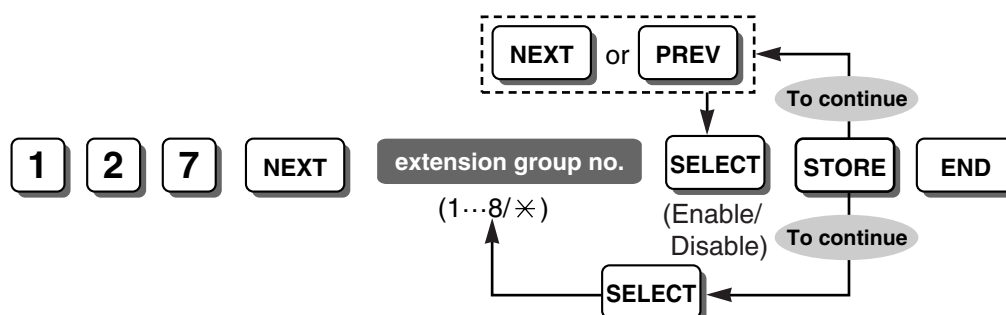 NEXT or PREV
To continue
1 2 7 NEXT extension group no. SELECT STORE END
(1···8/✳)
(Enable/
Disable)
To continue
SELECT